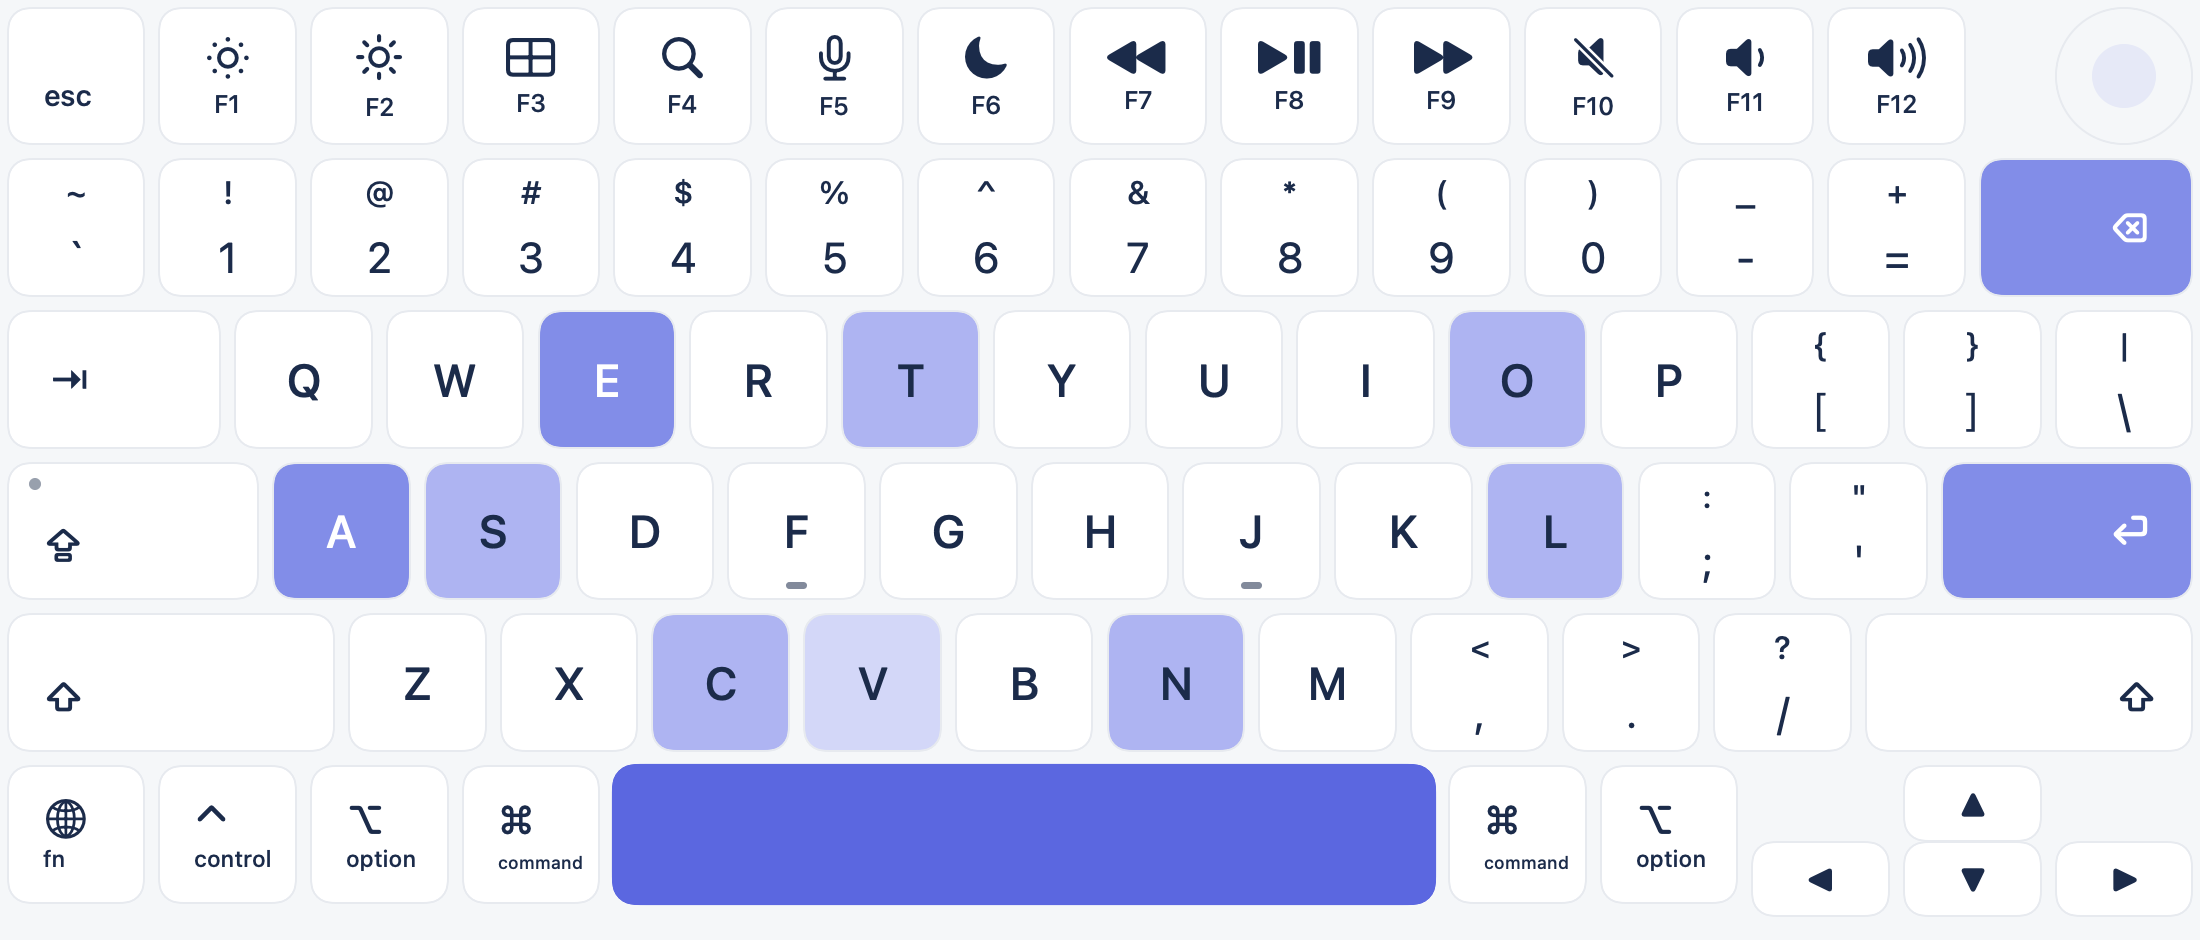 esc F1 F2 F3 F4 F5 F6 F7 F8 F9 F10 F11 F12
~ ! @ # $ % ^ & * ( ) _ +
` 1 2 3 4 5 6 7 8 9 0 - =
Q W E R T Y U I O P { } |
[ ] \
A S D F G H J K L : "
; '
Z X C V B N M < > ?
, . /
fn control option command command option